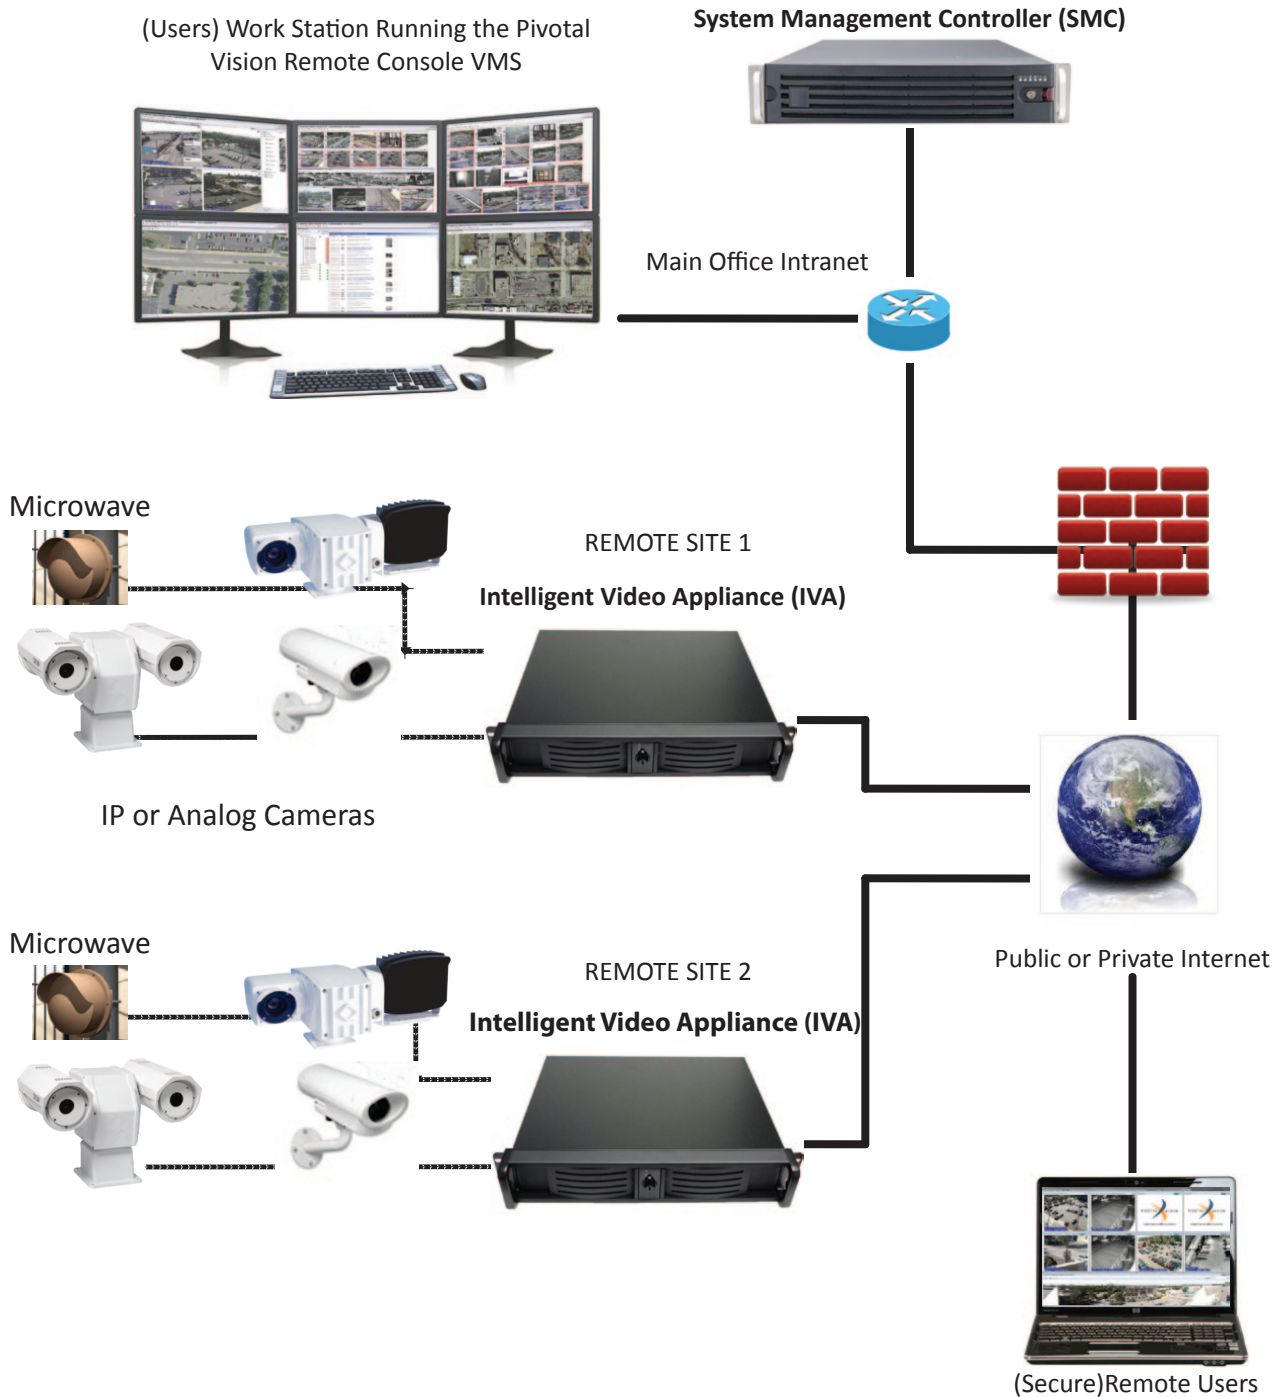 (Users) Work Station Running the Pivotal
Vision Remote Console VMS
System Management Controller (SMC)
Main Office Intranet
Microwave
REMOTE SITE 1
Intelligent Video Appliance (IVA)
IP or Analog Cameras
Microwave
REMOTE SITE 2
Intelligent Video Appliance (IVA)
Public or Private Internet
(Secure)Remote Users